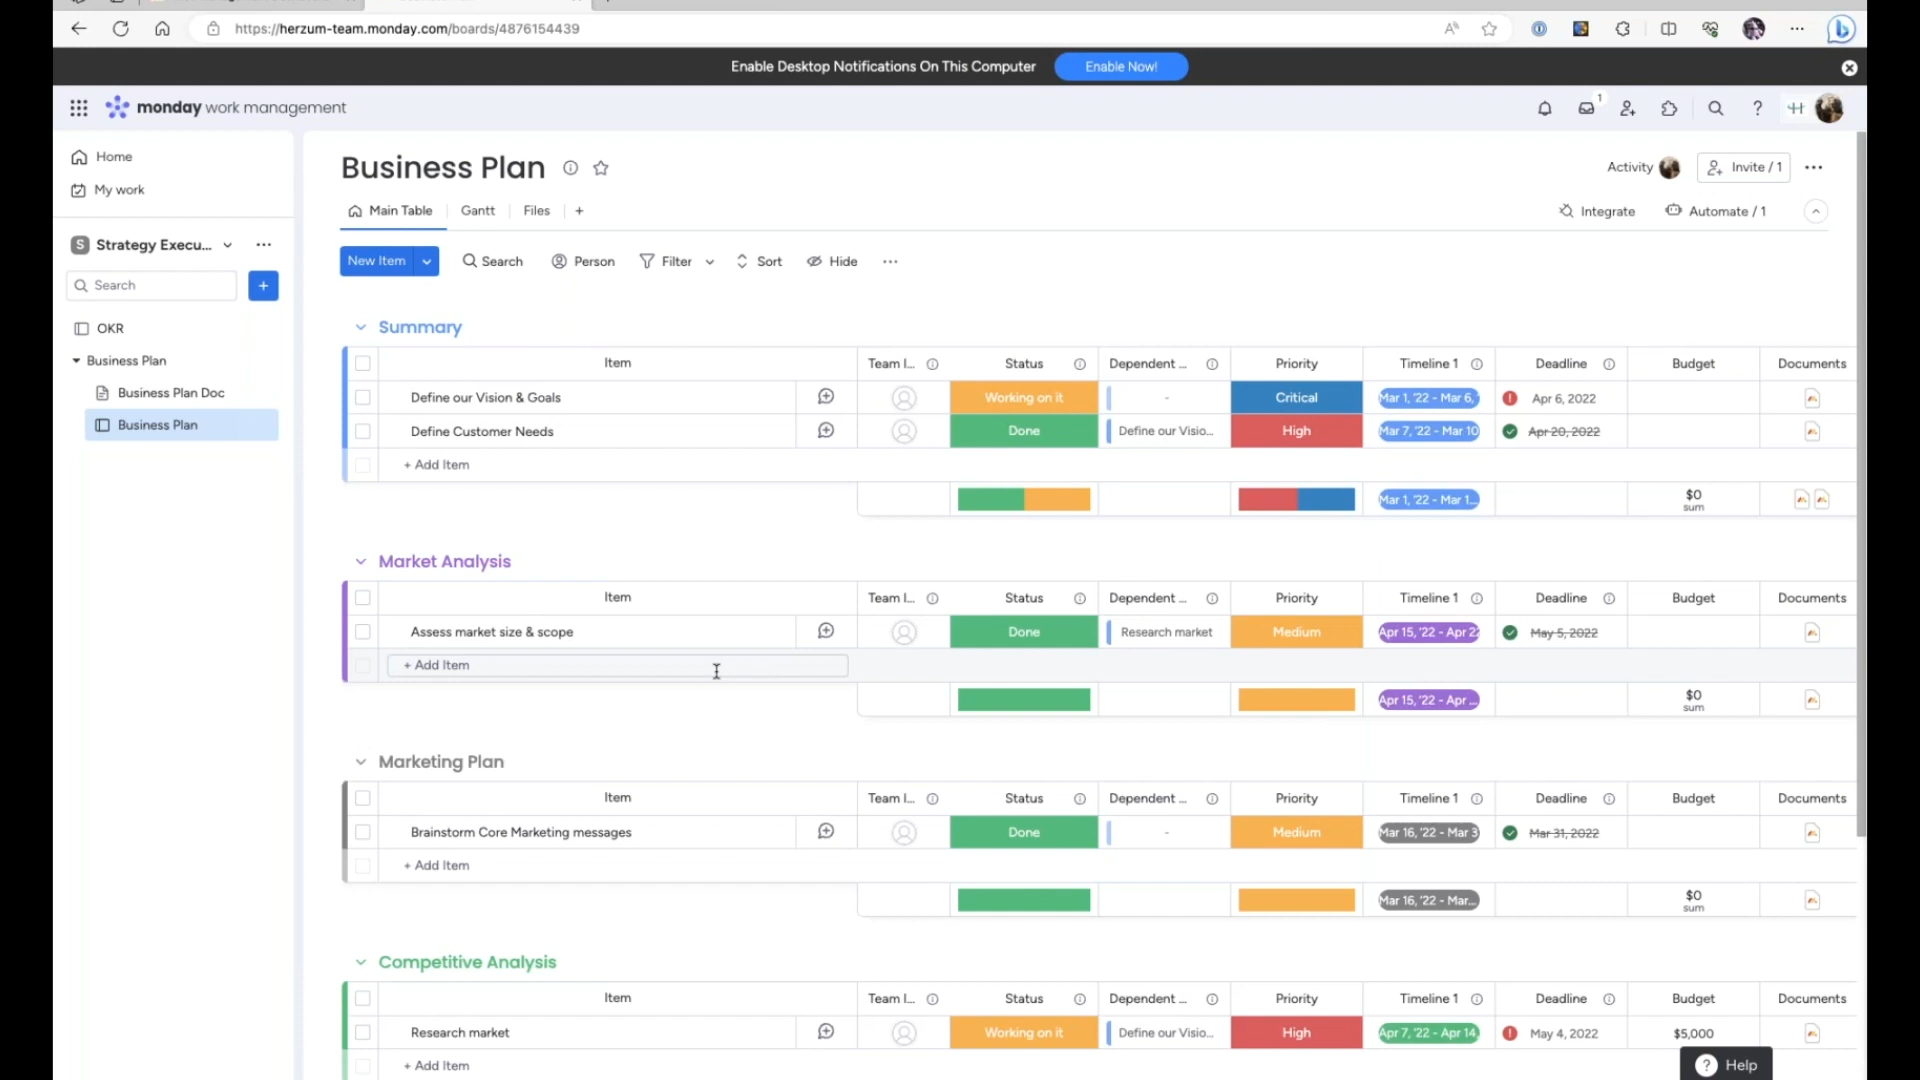 https://herzum-team.monday.com/boards/4876154439
Enable Desktop Notifications On This Computer Enable Now!
monday work management 1
Home
My work
Strategy Execu...
Search
+
OKR
Business Plan
Business Plan Doc
Business Plan
Business Plan
Activity Invite / 1
Main Table Gantt Files + Integrate Automate / 1
New Item Search Person Filter Sort Hide
Summary
Item Team l... Status Dependent ... Priority Timeline 1 Deadline Budget Documents
Define our Vision & Goals Working on it - Critical Mar 1, '22 - Mar 6, Apr 6, 2022
Define Customer Needs Done Define our Visio... High Mar 7, '22 - Mar 10 Apr 20, 2022
+ Add Item
Mar 1, '22 - Mar 1... $0
sum
Market Analysis
Item Team l... Status Dependent ... Priority Timeline 1 Deadline Budget Documents
Assess market size & scope Done Research market Medium Apr 15, '22 - Apr 22 May 5, 2022
+ Add Item
Apr 15, '22 - Apr ... $0
sum
Marketing Plan
Item Team l... Status Dependent ... Priority Timeline 1 Deadline Budget Documents
Brainstorm Core Marketing messages Done - Medium Mar 16, '22 - Mar 3 Mar 31, 2022
+ Add Item
Mar 16, '22 - Mar... $0
sum
Competitive Analysis
Item Team l... Status Dependent ... Priority Timeline 1 Deadline Budget Documents
Research market Working on it Define our Visio... High Apr 7, '22 - Apr 14 May 4, 2022 $5,000
+ Add Item
Help